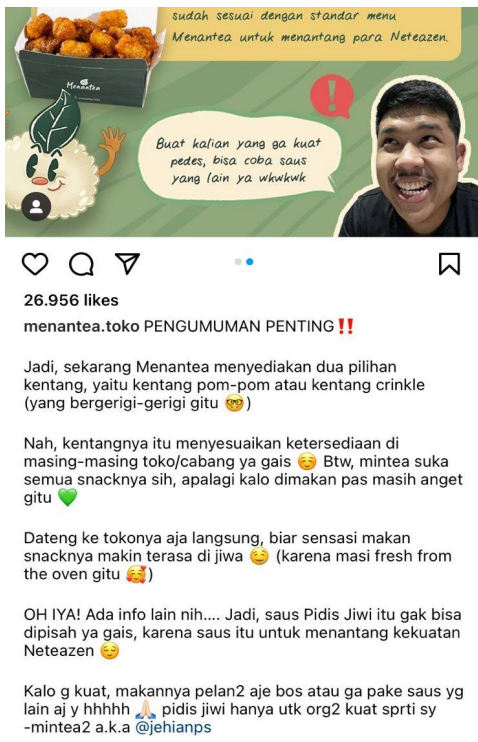 sudah sesuai dengan standar menu
Menantea untuk menantang para Neteazen.
Menantea
Buat kalian yang ga kuat
pedes, bisa coba saus
yang lain ya wkwkwk
26.956 likes
menantea.toko PENGUMUMAN PENTING‼️
Jadi, sekarang Menantea menyediakan dua pilihan
kentang, yaitu kentang pom-pom atau kentang crinkle
(yang bergerigi-gerigi gitu 🤓)
Nah, kentangnya itu menyesuaikan ketersediaan di
masing-masing toko/cabang ya gais ☺️ Btw, mintea suka
semua snacknya sih, apalagi kalo dimakan pas masih anget
gitu 💚
Dateng ke tokonya aja langsung, biar sensasi makan
snacknya makin terasa di jiwa 🤤 (karena masi fresh from
the oven gitu 🥰)
OH IYA! Ada info lain nih.... Jadi, saus Pidis Jiwi itu gak bisa
dipisah ya gais, karena saus itu untuk menantang kekuatan
Neteazen 😌
Kalo g kuat, makannya pelan2 aje bos atau ga pake saus yg
lain aj y hhhhh 🙏🏻 pidis jiwi hanya utk org2 kuat sprti sy
-mintea2 a.k.a @jehianps